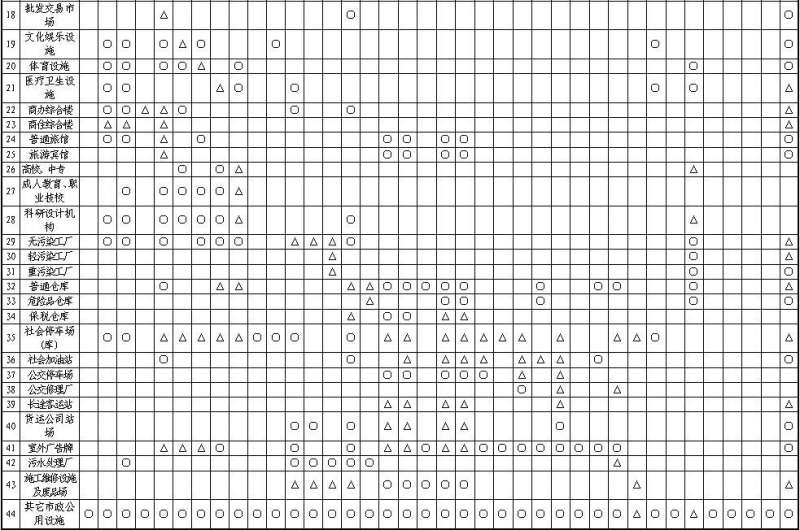 18 批发交易市场 △ ○ ○
19 文化娱乐设施 ○ ○ ○ △ ○ ○ ○ ○
20 体育设施 ○ ○ ○ ○ △ ○ ○ ○
21 医疗卫生设施 ○ ○ △ ○ ○ ○ ○ △
22 商办综合楼 ○ ○ △ △ ○ ○ ○ △
23 商住综合楼 △ △ △ △
24 普通旅馆 ○ ○ △ ○ ○ ○ ○ ○ ○
25 旅游宾馆 △ ○ ○ ○ ○ ○
26 高校、中专 ○ ○ △ △
27 成人教育、职业技校 ○ ○ ○ ○ ○ △
28 科研设计机构 ○ ○ ○ ○ ○ ○ △ ○ △
29 无污染工厂 ○ ○ ○ ○ ○ ○ △ △ △ ○ ○ △
30 轻污染工厂 △ ○ △
31 重污染工厂 △ ○ ○
32 普通仓库 ○ △ △ △ △ ○ ○ ○ ○ ○ ○ ○ ○ ○ △
33 危险品仓库 △ ○ ○ ○ ○ ○
34 保税仓库 △ ○ ○ △ △
35 社会停车场(库) ○ ○ △ △ △ △ △ ○ ○ ○ ○ △ △ △ △ △ △ △ △ △ △ ○ △
36 社会加油站 ○ ○ △ △ △ △ △ △ △ ○ ○
37 公交停车场 ○ ○ ○ ○ ○ △ △
38 公交修理厂 ○ △ △
39 长途客运站 △ △ △ △ △ △
40 货运公司站场 ○ ○ ○ △ △ △ △ ○ ○
41 室外广告牌 △ △ △ ○ ○ ○ △ △ ○ △ △ ○ ○ ○ ○ ○ ○ ○ ○ ○
42 污水处理厂 ○ ○ ○ ○ ○ ○ △
43 施工维修设施及废品场 △ △ △ △ ○ ○ ○ ○ ○ △ △
44 其它市政公用设施 ○ ○ ○ ○ ○ ○ ○ ○ ○ ○ ○ ○ ○ ○ ○ ○ ○ ○ ○ ○ ○ ○ ○ ○ ○ ○ ○ ○ ○ △ ○ △ ○ ○ ○ ○ ○ ○